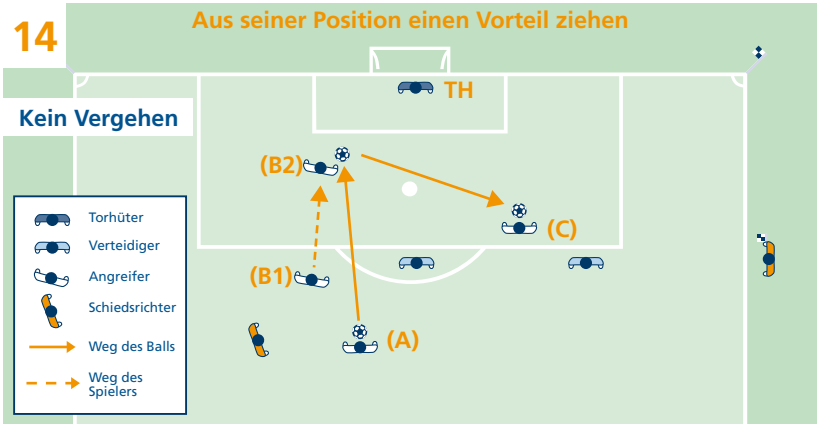 14
Aus seiner Position einen Vorteil ziehen
TH
Kein Vergehen
(B2)
(C)
(B1)
(A)
Torhüter
Verteidiger
Angreifer
Schiedsrichter
Weg des Balls
Weg des
Spielers